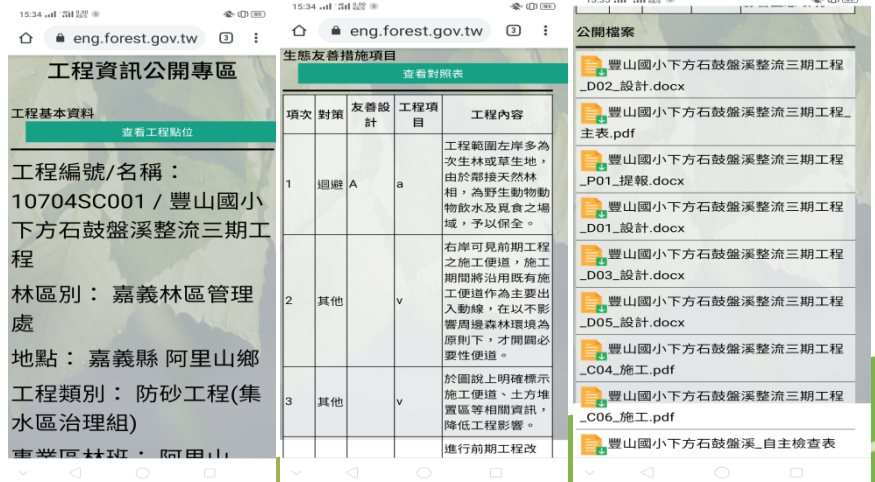 15:34
eng.forest.gov.tw
3
工程資訊公開專區
工程基本資料
查看工程點位
工程編號/名稱：
10704SC001 / 豐山國小
下方石鼓盤溪整流三期工
程
林區別： 嘉義林區管理
處
地點： 嘉義縣 阿里山鄉
工程類別： 防砂工程(集
水區治理組)
事業區林班： 阿里山
15:34
eng.forest.gov.tw
3
生態友善措施項目
查看對照表
項次 對策 友善設 工程項 工程內容
計 目
工程範圍左岸多為
次生林或草生地，
由於鄰接天然林
1 迴避 A a 相，為野生動物動
物飲水及覓食之場
域，予以保全。
右岸可見前期工程
之施工便道，施工
期間將沿用既有施
2 其他 v 工便道作為主要出
入動線，在以不影
響周邊森林環境為
原則下，才開闢必
要性便道。
於圖說上明確標示
3 其他 v 施工便道、土方堆
置區等相關資訊，
降低工程影響。
進行前期工程改
公開檔案
豐山國小下方石鼓盤溪整流三期工程
_D02_設計.docx
豐山國小下方石鼓盤溪整流三期工程_
主表.pdf
豐山國小下方石鼓盤溪整流三期工程
_P01_提報.docx
豐山國小下方石鼓盤溪整流三期工程
_D01_設計.docx
豐山國小下方石鼓盤溪整流三期工程
_D03_設計.docx
豐山國小下方石鼓盤溪整流三期工程
_D05_設計.docx
豐山國小下方石鼓盤溪整流三期工程
_C04_施工.pdf
豐山國小下方石鼓盤溪整流三期工程
_C06_施工.pdf
豐山國小下方石鼓盤溪_自主檢查表